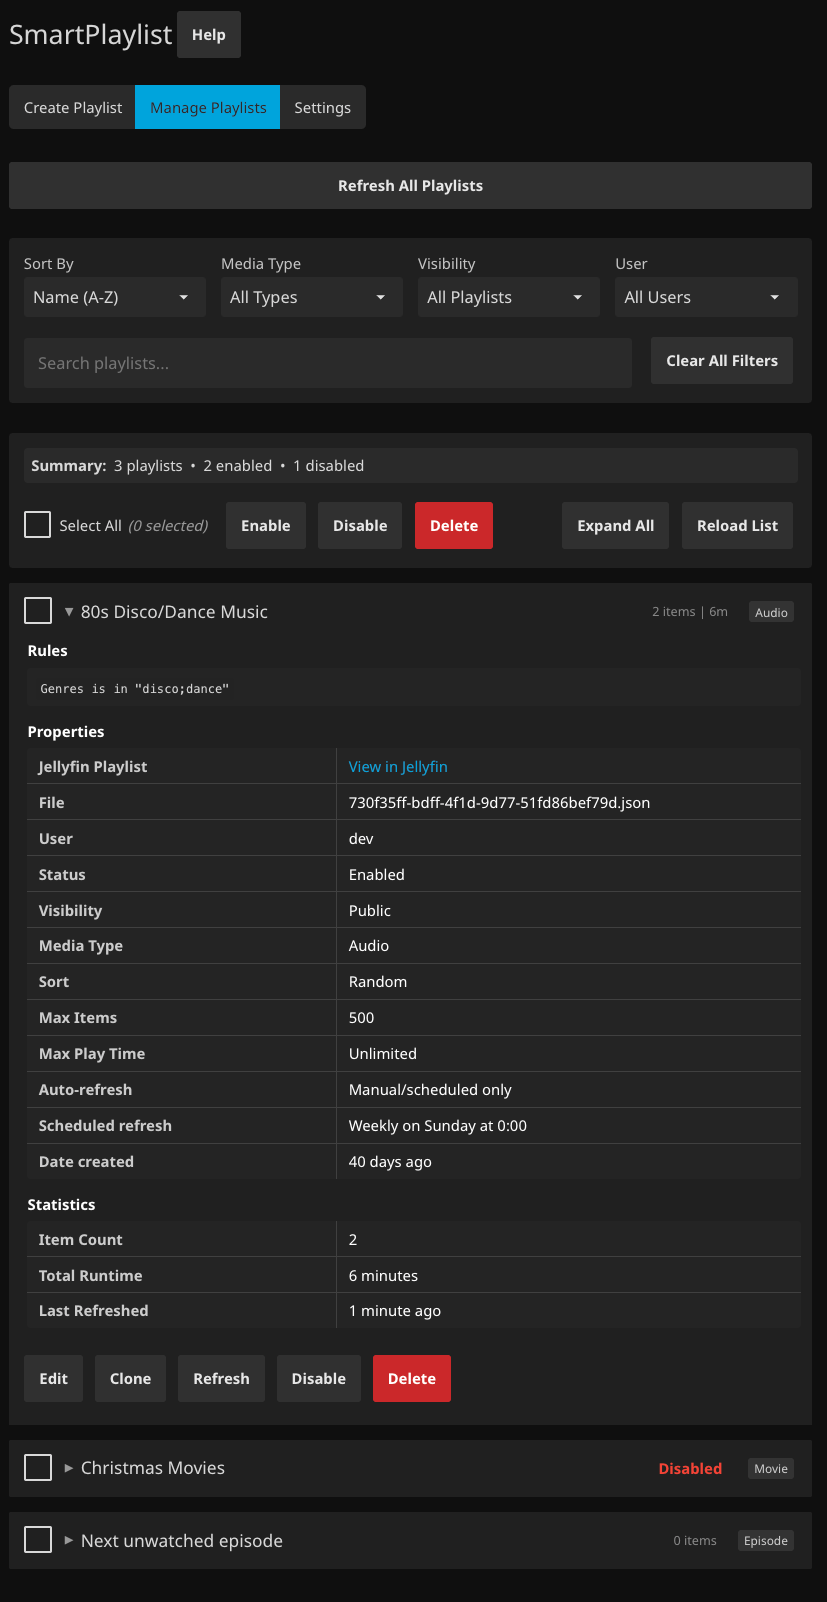 SmartPlaylist Help
Create Playlist Manage Playlists Settings
Refresh All Playlists
Sort By Media Type Visibility User
Name (A-Z) All Types All Playlists All Users
Search playlists... Clear All Filters
Summary: 3 playlists • 2 enabled • 1 disabled
Select All (0 selected) Enable Disable Delete Expand All Reload List
▼ 80s Disco/Dance Music 2 items | 6m Audio
Rules
Genres is in "disco;dance"
Properties
Jellyfin Playlist View in Jellyfin
File 730f35ff-bdff-4f1d-9d77-51fd86bef79d.json
User dev
Status Enabled
Visibility Public
Media Type Audio
Sort Random
Max Items 500
Max Play Time Unlimited
Auto-refresh Manual/scheduled only
Scheduled refresh Weekly on Sunday at 0:00
Date created 40 days ago
Statistics
Item Count 2
Total Runtime 6 minutes
Last Refreshed 1 minute ago
Edit Clone Refresh Disable Delete
► Christmas Movies Disabled Movie
► Next unwatched episode 0 items Episode